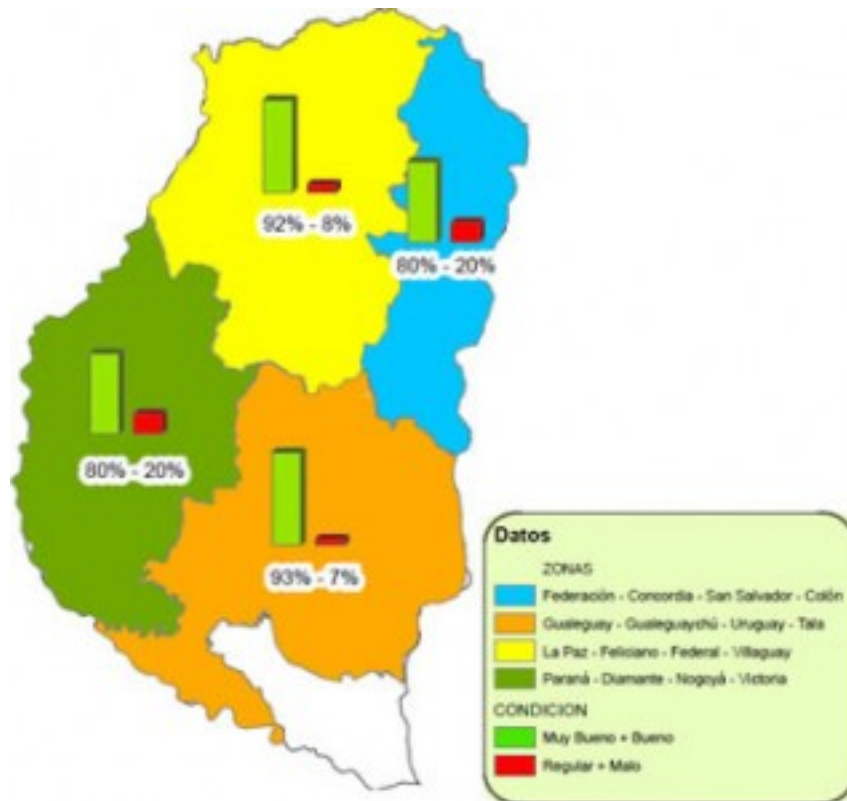 92% - 8%
80% - 20%
80% - 20%
93% - 7%
Datos
ZONAS
Federación - Concordia - San Salvador - Colón
Gualeguay - Gualeguaychú - Uruguay - Tala
La Paz - Feliciano - Federal - Villaguay
Paraná - Diamante - Nogoyá - Victoria
CONDICION
Muy Bueno + Bueno
Regular + Malo